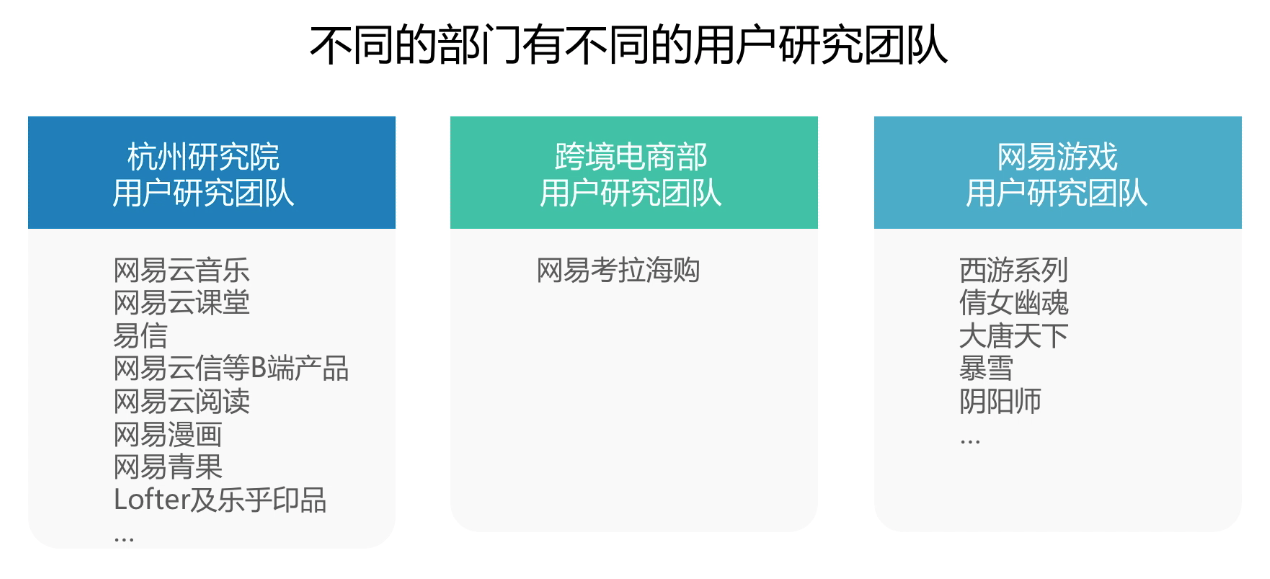 不同的部门有不同的用户研究团队
杭州研究院
用户研究团队
网易云音乐
网易云课堂
易信
网易云信等B端产品
网易云阅读
网易漫画
网易青果
Lofter及乐乎印品
...
跨境电商部
用户研究团队
网易考拉海购
网易游戏
用户研究团队
西游系列
倩女幽魂
大唐天下
暴雪
阴阳师
...